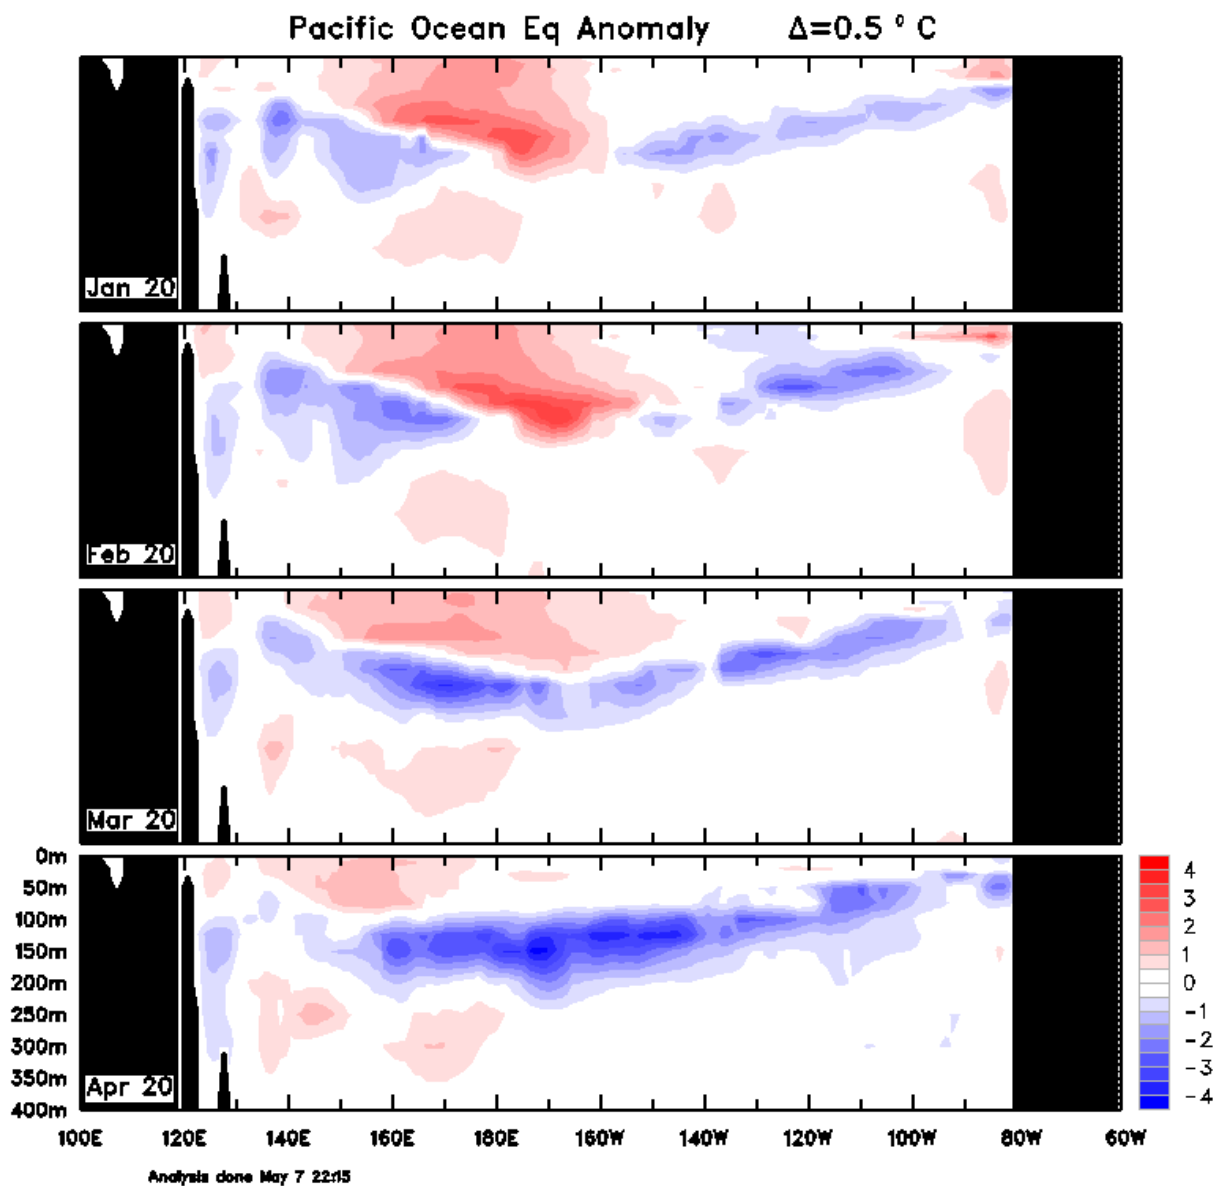 Pacific Ocean Eq Anomaly Δ=0.5 ° C
Jan 20
Feb 20
Mar 20
0m
50m
100m
150m
200m
250m
300m
350m
400m
Apr 20
4
3
2
1
0
-1
-2
-3
-4
100E 120E 140E 160E 180E 160W 140W 120W 100W 80W 60W
Analysis done May 7 22:15